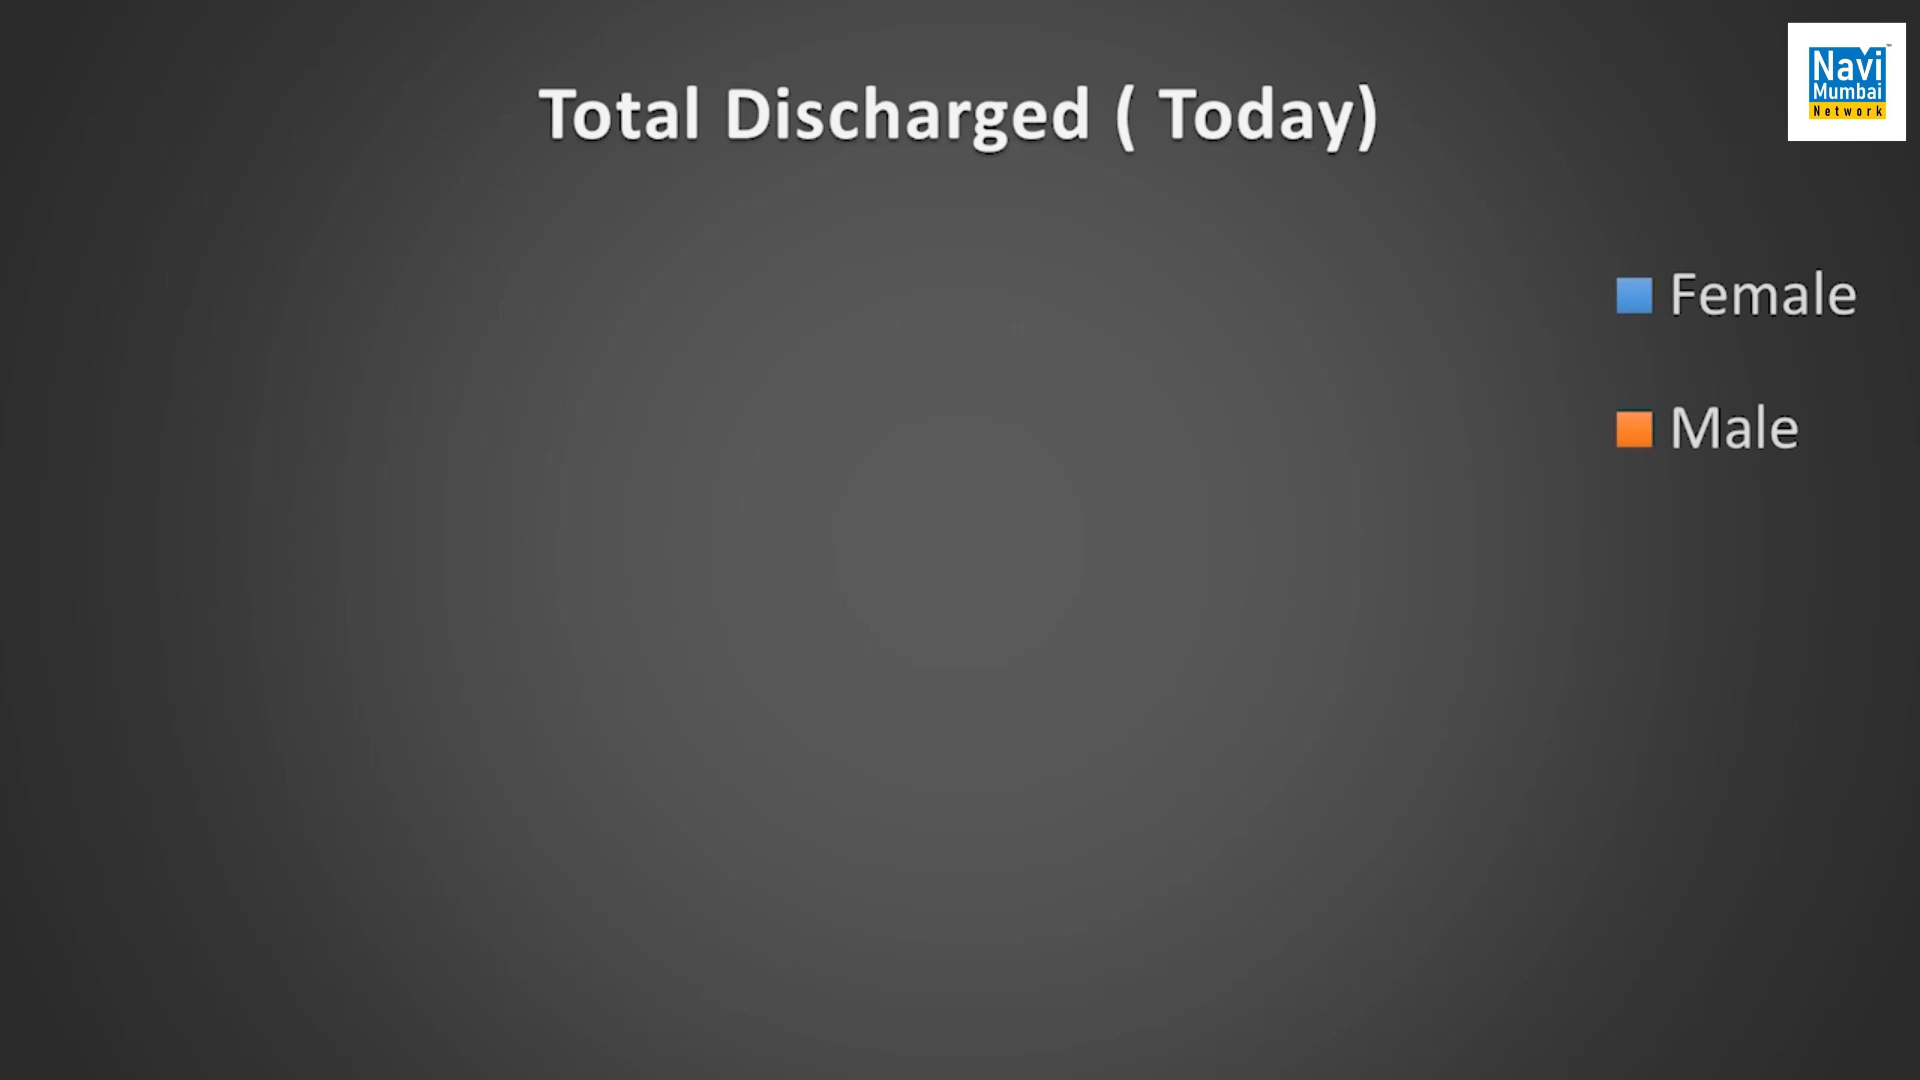 Total Discharged ( Today)
Navi
Mumbai
Network
Female
Male